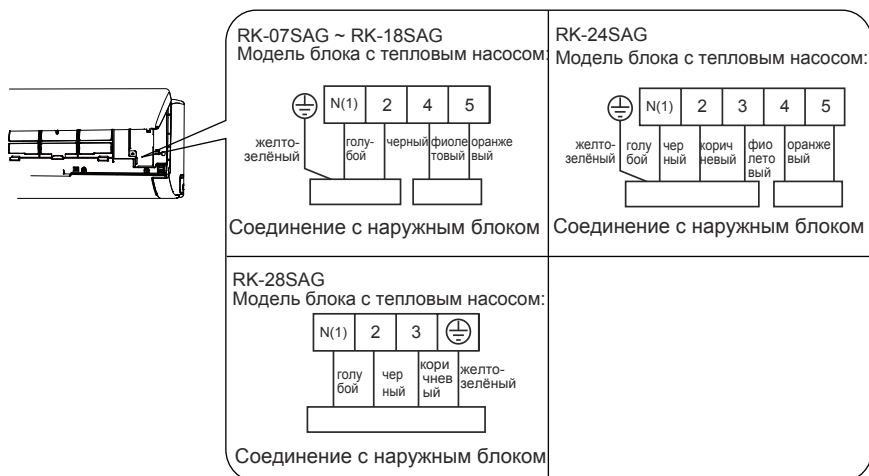 RK-07SAG ~ RK-18SAG
Модель блока с тепловым насосом:
N(1) 2 4 5
желто-
зелёный
голу-
бой
черный
фиоле
товый
оранже
вый
Соединение с наружным блоком
RK-24SAG
Модель блока с тепловым насосом:
N(1) 2 3 4 5
желто-
зелёный
голу
бой
чер
ный
корич
невый
фио
лето
вый
оранже
вый
Соединение с наружным блоком
RK-28SAG
Модель блока с тепловым насосом:
N(1) 2 3
голу
бой
чер
ный
кори
чнев
ый
желто-
зелёный
Соединение с наружным блоком